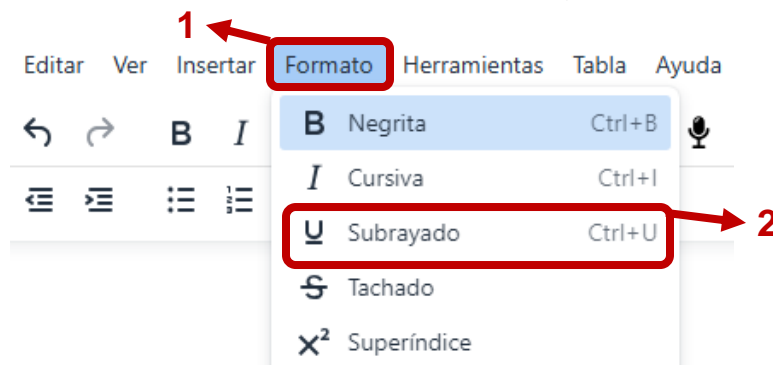 1
Editar Ver Insertar Formato Herramientas Tabla Ayuda
B I
B Negrita Ctrl+B
I Cursiva Ctrl+I
U Subrayado Ctrl+U
2
S Tachado
X² Superíndice